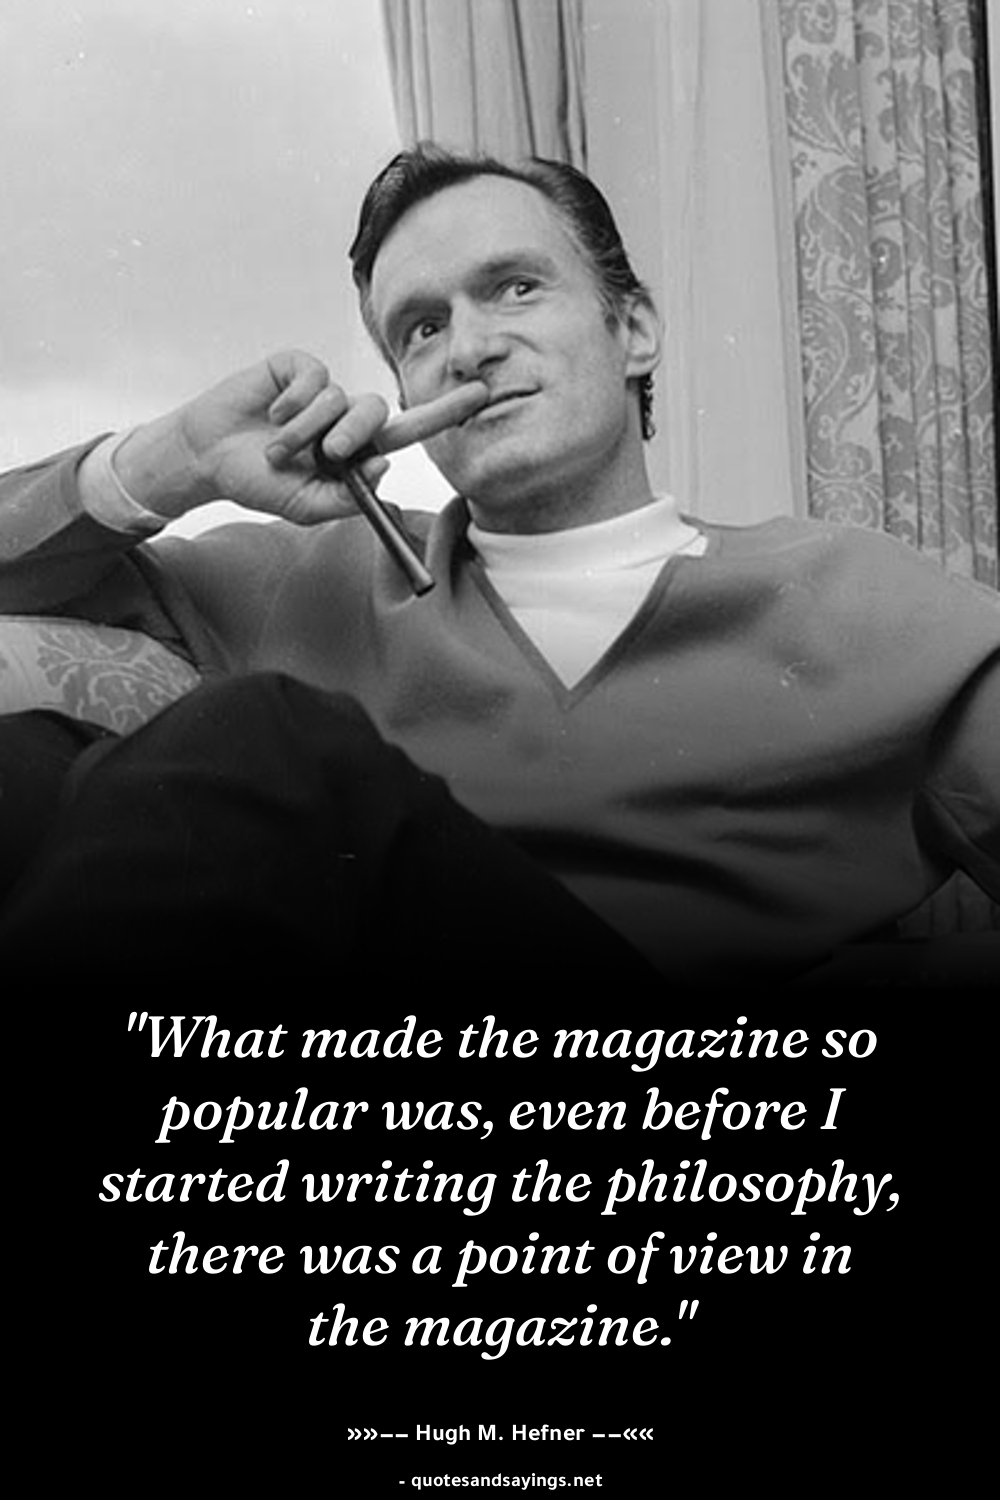 "What made the magazine so
popular was, even before I
started writing the philosophy,
there was a point of view in
the magazine."
»»–– Hugh M. Hefner ––««
- quotesandsayings.net